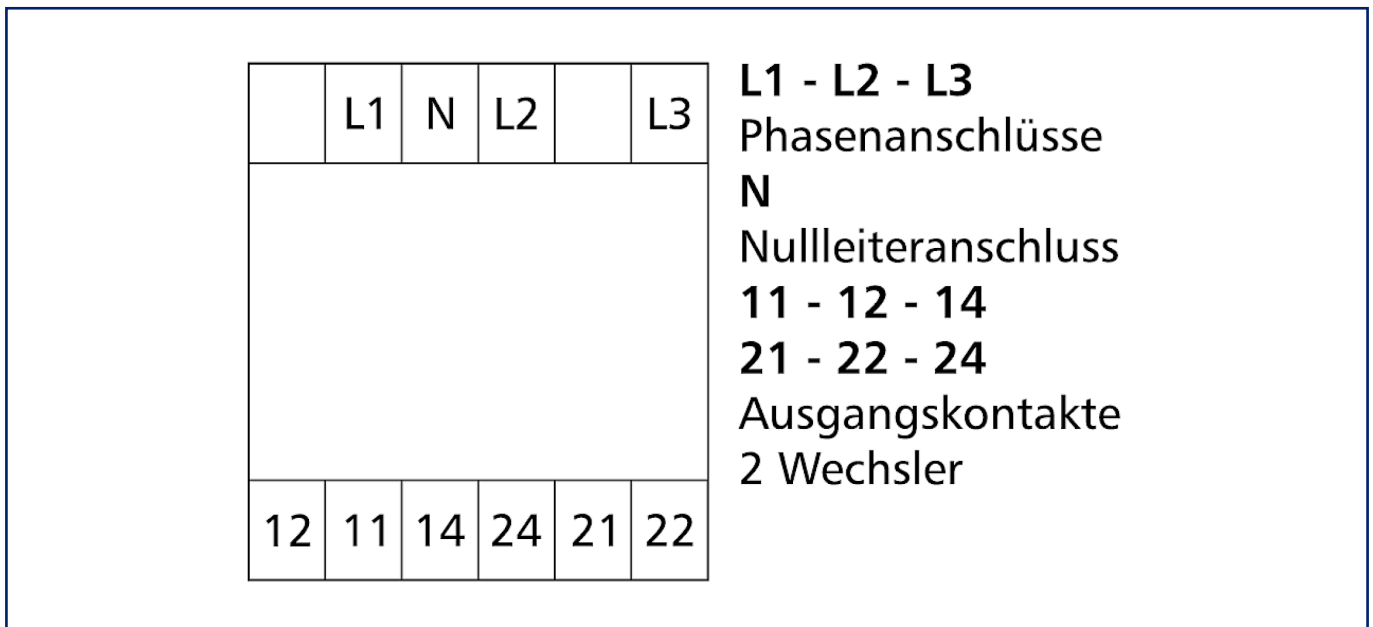 L1 N L2 L3
12 11 14 24 21 22
L1 - L2 - L3
Phasenanschlüsse
N
Nullleiteranschluss
11 - 12 - 14
21 - 22 - 24
Ausgangskontakte
2 Wechsler